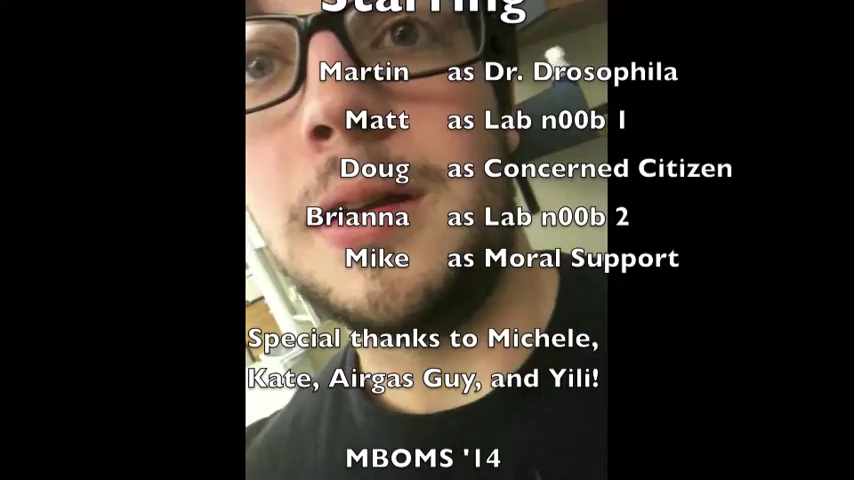 Starring
Martin as Dr. Drosophila
Matt as Lab n00b 1
Doug as Concerned Citizen
Brianna as Lab n00b 2
Mike as Moral Support
Special thanks to Michele,
Kate, Airgas Guy, and Yili!
MBOMS '14